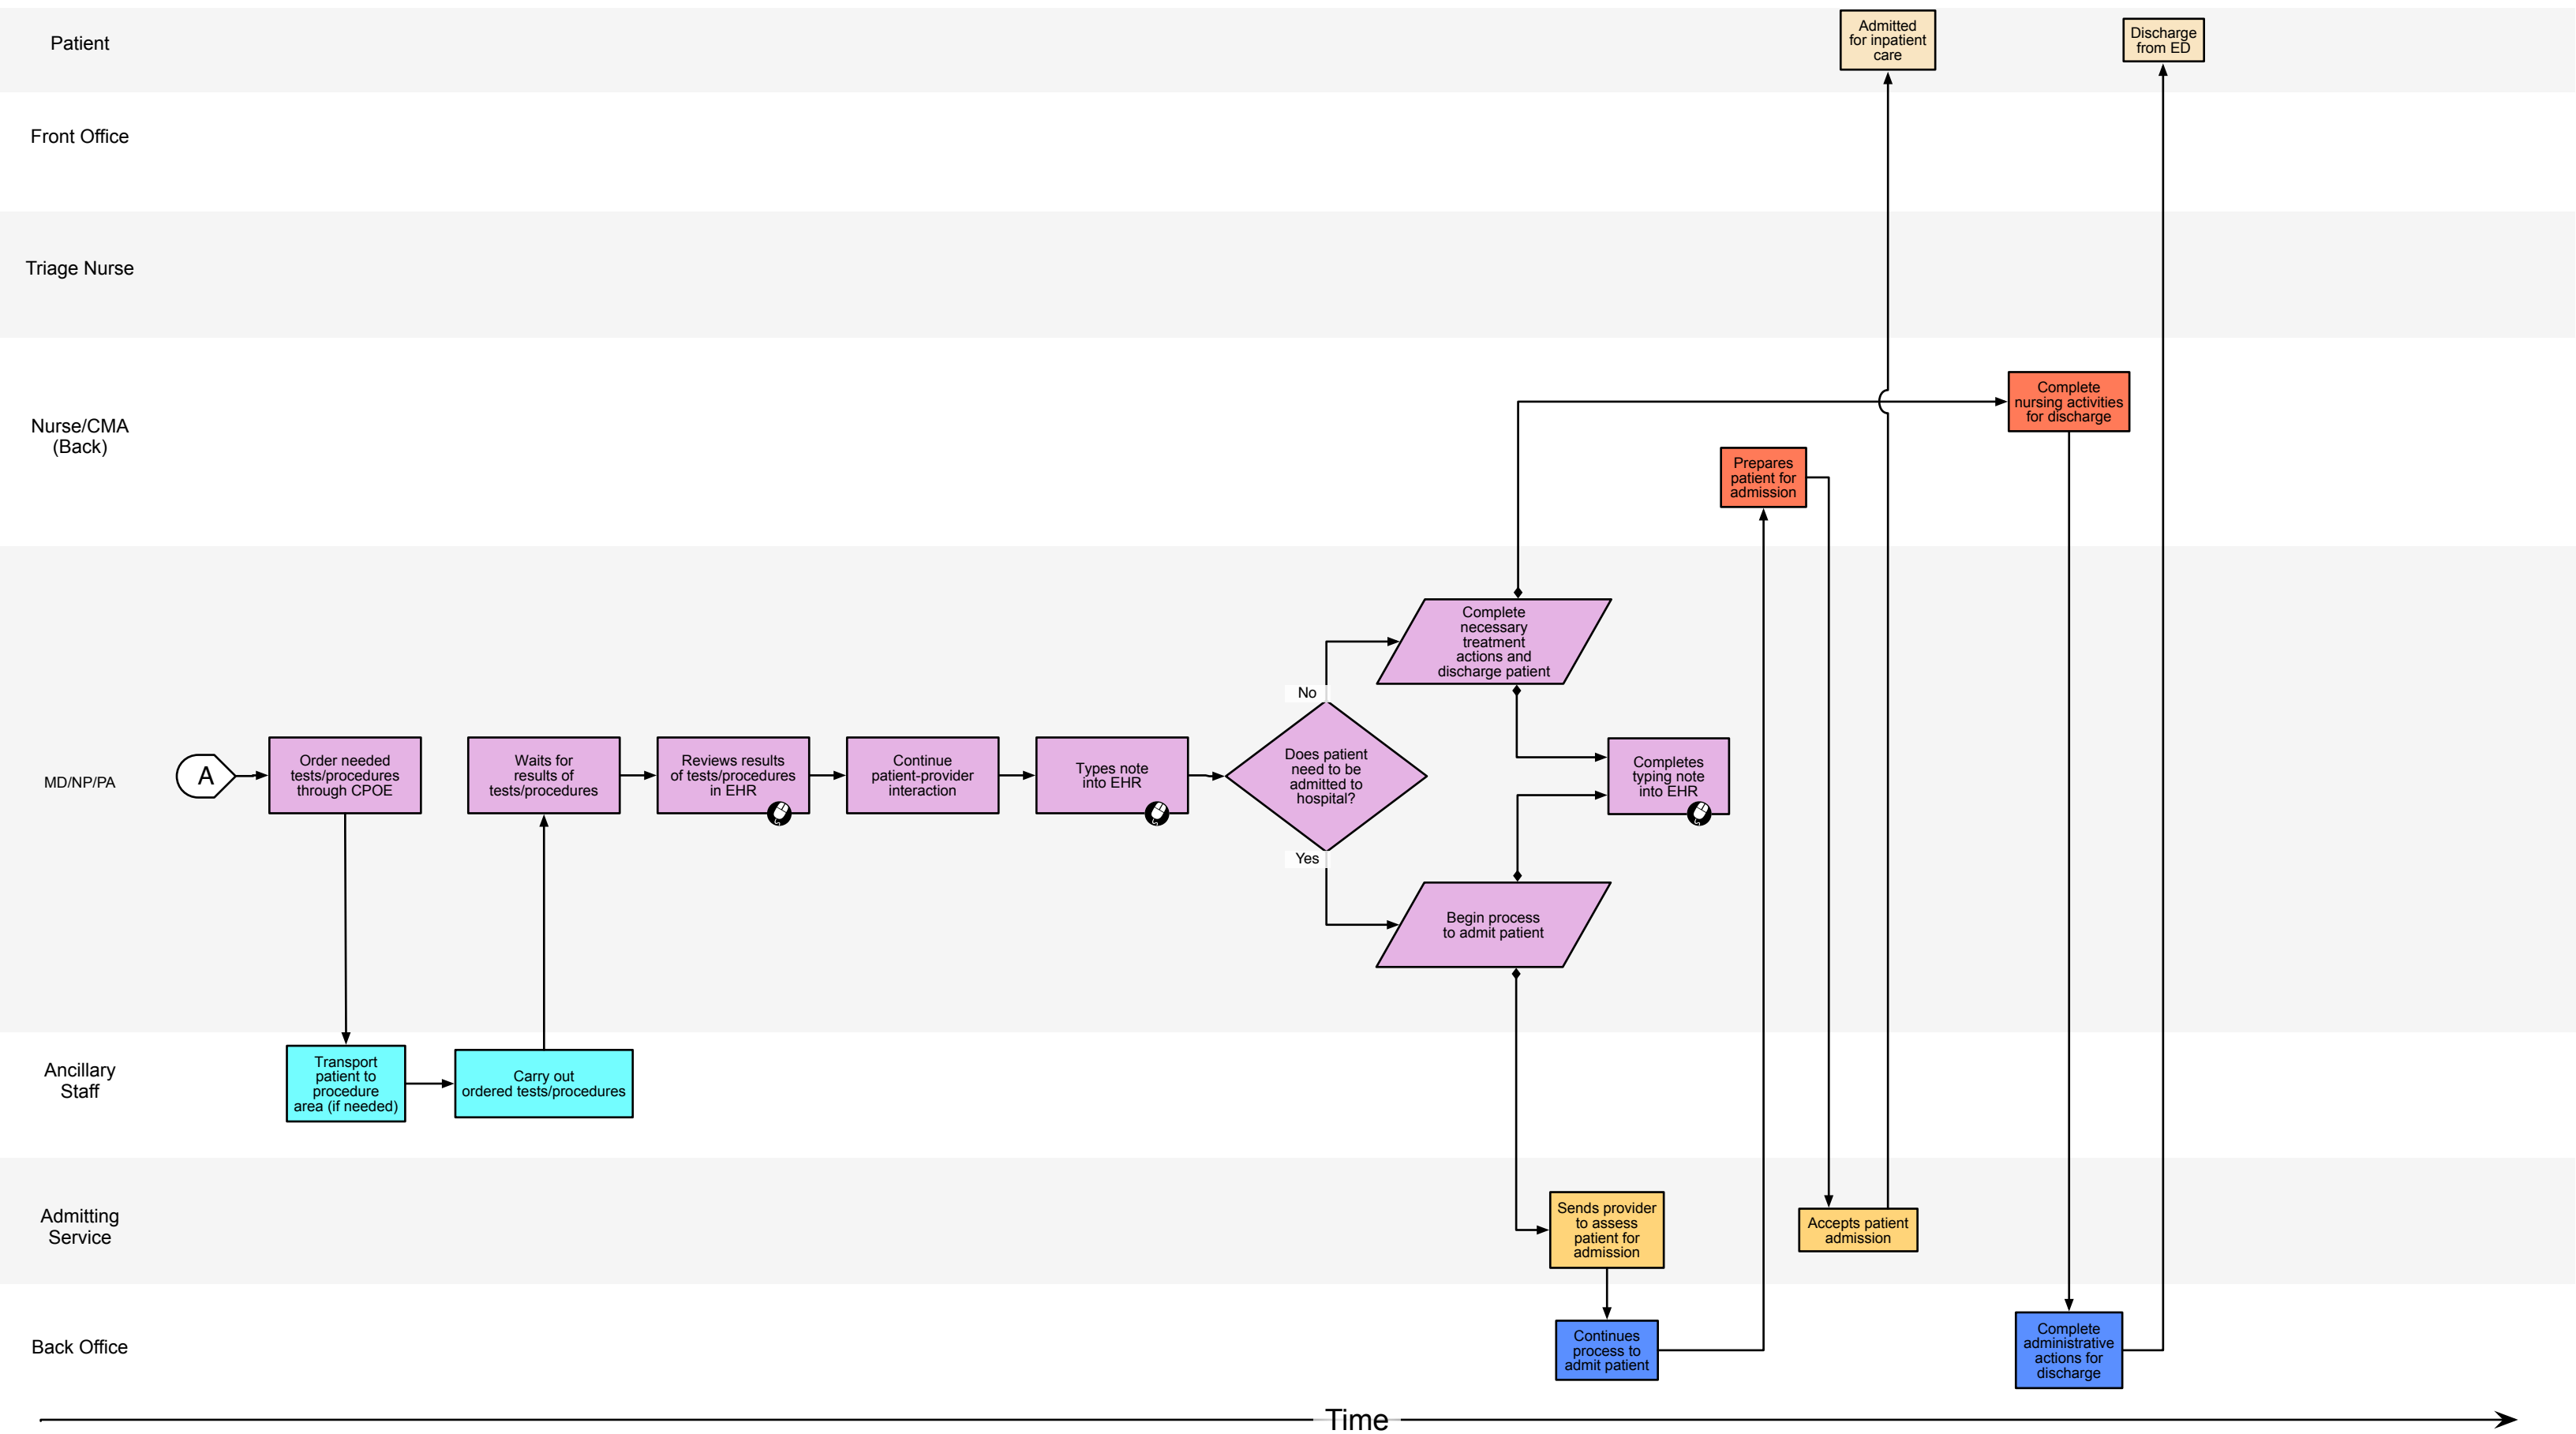 Patient
Admitted
for inpatient
care
Discharge
from ED
Front Office
Triage Nurse
Nurse/CMA
(Back)
Complete
nursing activities
for discharge
Prepares
patient for
admission
MD/NP/PA
A
Order needed
tests/procedures
through CPOE
Waits for
results of
tests/procedures
Reviews results
of tests/procedures
in EHR
Continue
patient-provider
interaction
Types note
into EHR
Does patient
need to be
admitted to
hospital?
No
Yes
Complete
necessary
treatment
actions and
discharge patient
Completes
typing note
into EHR
Begin process
to admit patient
Ancillary
Staff
Transport
patient to
procedure
area (if needed)
Carry out
ordered tests/procedures
Admitting
Service
Sends provider
to assess
patient for
admission
Accepts patient
admission
Back Office
Continues
process to
admit patient
Complete
administrative
actions for
discharge
Time